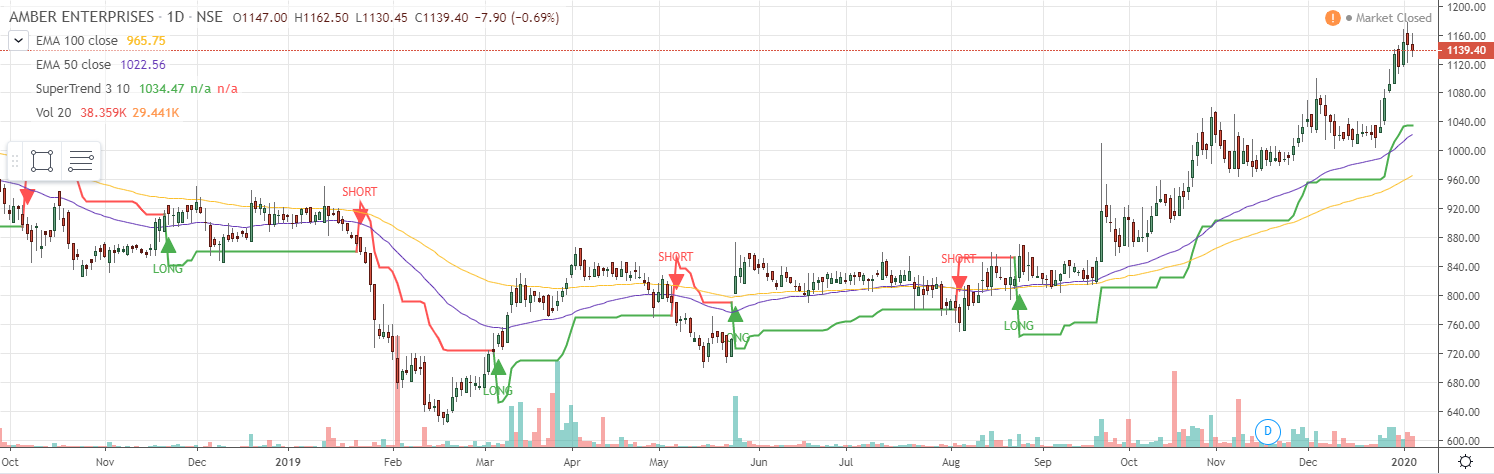 AMBER ENTERPRISES · 1D · NSE O1147.00 H1162.50 L1130.45 C1139.40 −7.90 (−0.69%)
! Market Closed
EMA 100 close 965.75
EMA 50 close 1022.56
SuperTrend 3 10 1034.47 n/a n/a
Vol 20 38.359K 29.441K
1200.00
1160.00
1139.40
1120.00
1080.00
1040.00
1000.00
960.00
920.00
880.00
840.00
800.00
760.00
720.00
680.00
640.00
600.00
SHORT
LONG
SHORT
LONG
SHORT
LONG
LONG
D
Oct Nov Dec 2019 Feb Mar Apr May Jun Jul Aug Sep Oct Nov Dec 2020